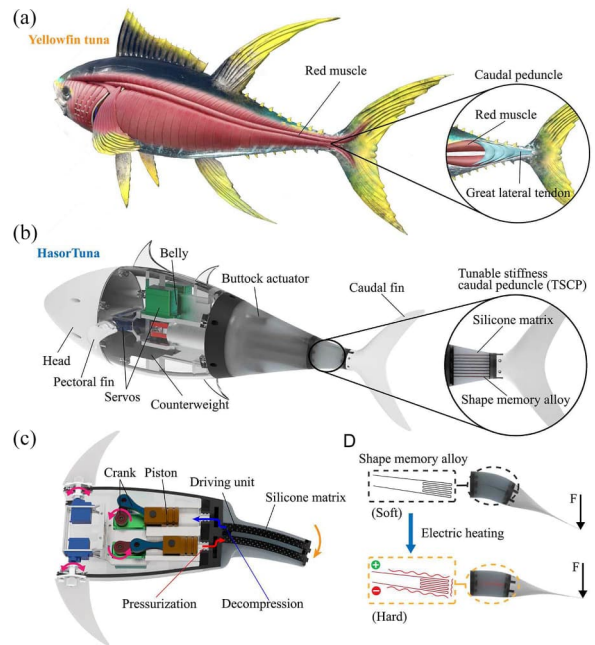 (a)
Yellowfin tuna
Red muscle
Caudal peduncle
Red muscle
Great lateral tendon
(b)
HasorTuna
Belly
Buttock actuator
Caudal fin
Tunable stiffness
caudal peduncle (TSCP)
Silicone matrix
Head
Pectoral fin
Servos
Counterweight
Shape memory alloy
(c)
Crank
Piston
Driving unit
Silicone matrix
Pressurization
Decompression
D
Shape memory alloy
(Soft)
F
Electric heating
+
−
(Hard)
F